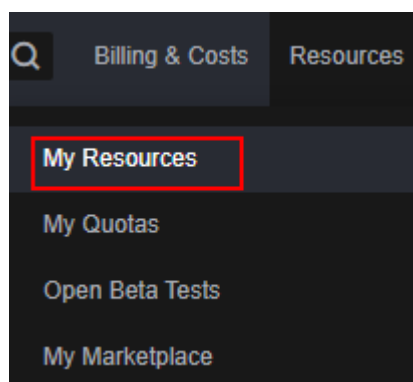 Billing & Costs Resources
My Resources
My Quotas
Open Beta Tests
My Marketplace